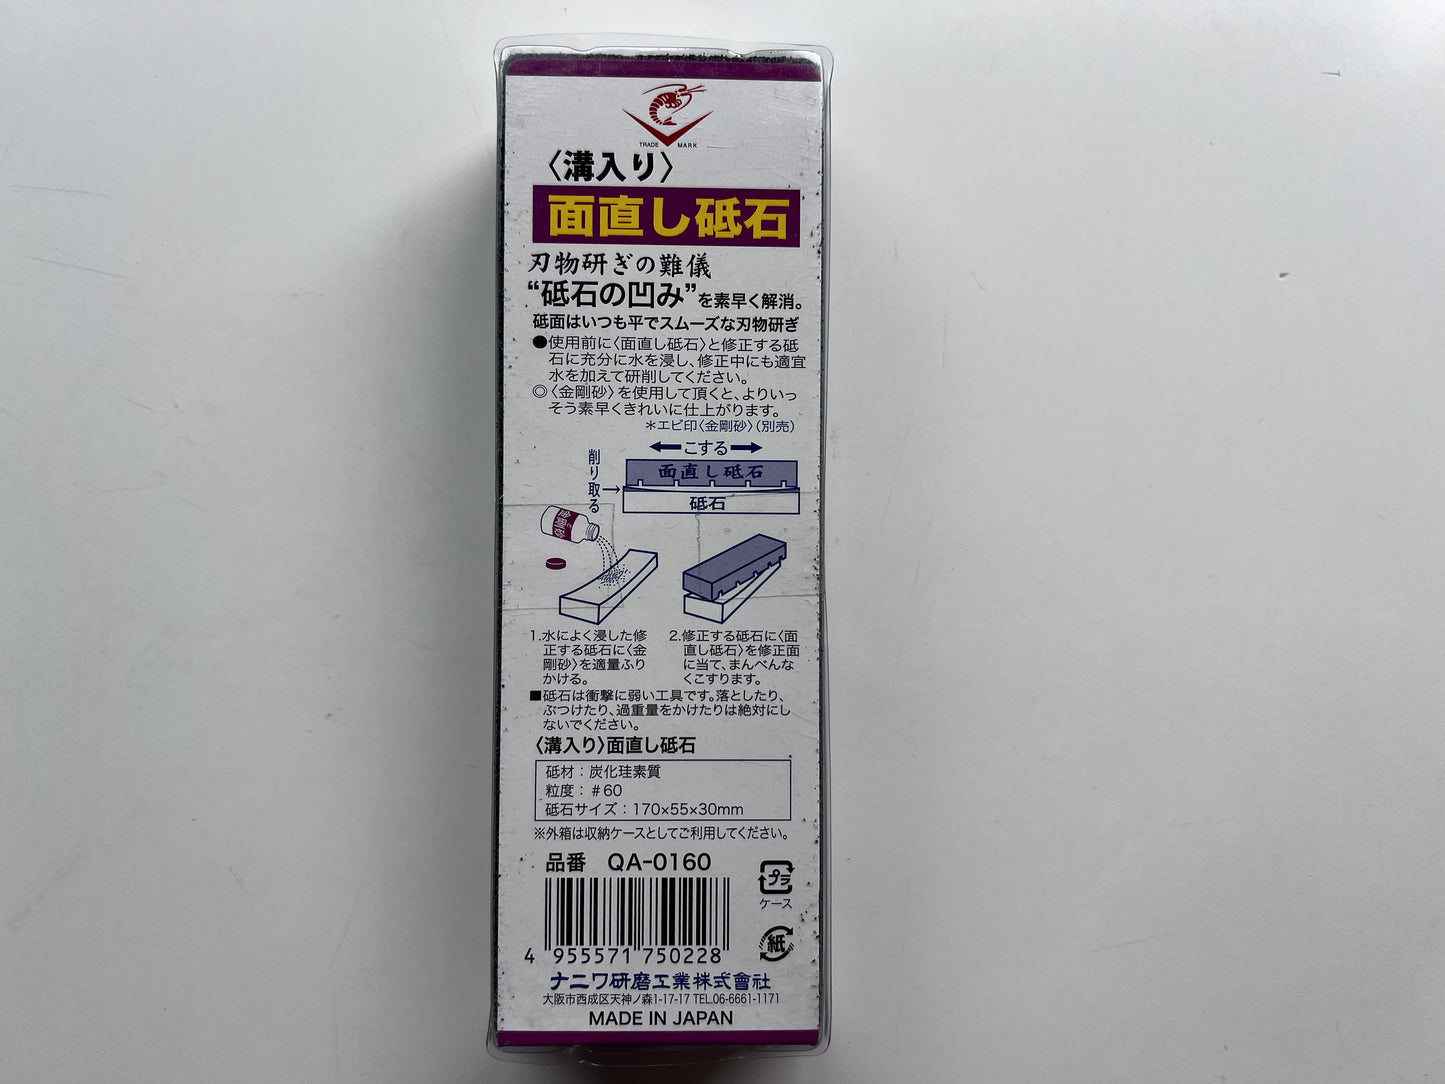 TRADE MARK
〈溝入り〉
面直し砥石
刃物研ぎの難儀
“砥石の凹み”を素早く解消。
砥面はいつも平でスムーズな刃物研ぎ
●使用前に〈面直し砥石〉と修正する砥
石に充分に水を浸し、修正中にも適宜
水を加えて研削してください。
◎〈金剛砂〉を使用して頂くと、よりいっ
そう素早くきれいに仕上がります。
＊エビ印〈金剛砂〉（別売）
こする
削り取る
面直し砥石
砥石
金剛砂
1.水によく浸した修
正する砥石に〈金
剛砂〉を適量ふり
かける。
2.修正する砥石に〈面
直し砥石〉を修正面
に当て、まんべんな
くこすります。
■砥石は衝撃に弱い工具です。落としたり、
ぶつけたり、過重量をかけたりは絶対にし
ないでください。
〈溝入り〉面直し砥石
砥材：炭化珪素質
粒度：＃60
砥石サイズ：170×55×30mm
※外箱は収納ケースとしてご利用してください。
品番 QA-0160
プラ
ケース
紙
4 955571 750228
ナニワ研磨工業株式會社
大阪市西成区天神ノ森1-17-17 TEL.06-6661-1171
MADE IN JAPAN